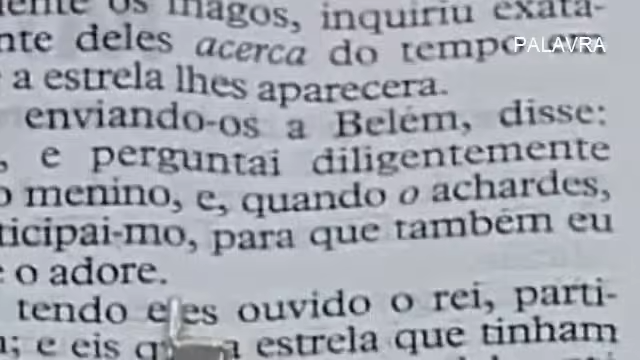 os magos, inquiriu exata-
nte deles acerca do tempo
a estrela lhes aparecera.
PALAVRA
enviando-os a Belém, disse:
, e perguntai diligentemente
o menino, e, quando o achardes,
ticipai-mo, para que também eu
e o adore.
tendo eles ouvido o rei, parti-
; e eis a estrela que tinham